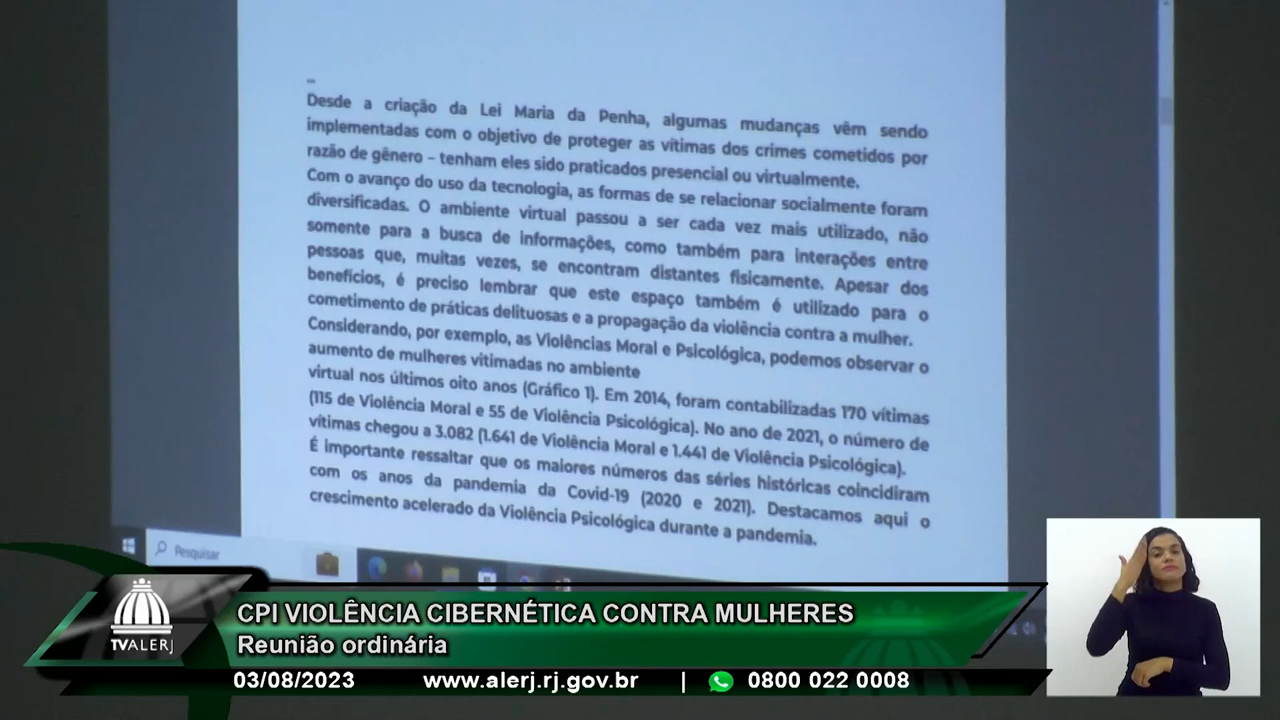 Desde a criação da Lei Maria da Penha, algumas mudanças vêm sendo
implementadas com o objetivo de proteger as vítimas dos crimes cometidos por
razão de gênero – tenham eles sido praticados presencial ou virtualmente.
Com o avanço do uso da tecnologia, as formas de se relacionar socialmente foram
diversificadas. O ambiente virtual passou a ser cada vez mais utilizado, não
somente para a busca de informações, como também para interações entre
pessoas que, muitas vezes, se encontram distantes fisicamente. Apesar dos
benefícios, é preciso lembrar que este espaço também é utilizado para o
cometimento de práticas delituosas e a propagação da violência contra a mulher.
Considerando, por exemplo, as Violências Moral e Psicológica, podemos observar o
aumento de mulheres vitimadas no ambiente
virtual nos últimos oito anos (Gráfico 1). Em 2014, foram contabilizadas 170 vítimas
(115 de Violência Moral e 55 de Violência Psicológica). No ano de 2021, o número de
vítimas chegou a 3.082 (1.641 de Violência Moral e 1.441 de Violência Psicológica).
É importante ressaltar que os maiores números das séries históricas coincidiram
com os anos da pandemia da Covid-19 (2020 e 2021). Destacamos aqui o
crescimento acelerado da Violência Psicológica durante a pandemia.
Pesquisar
CPI VIOLÊNCIA CIBERNÉTICA CONTRA MULHERES
Reunião ordinária
TVALERJ
03/08/2023 www.alerj.rj.gov.br | 0800 022 0008